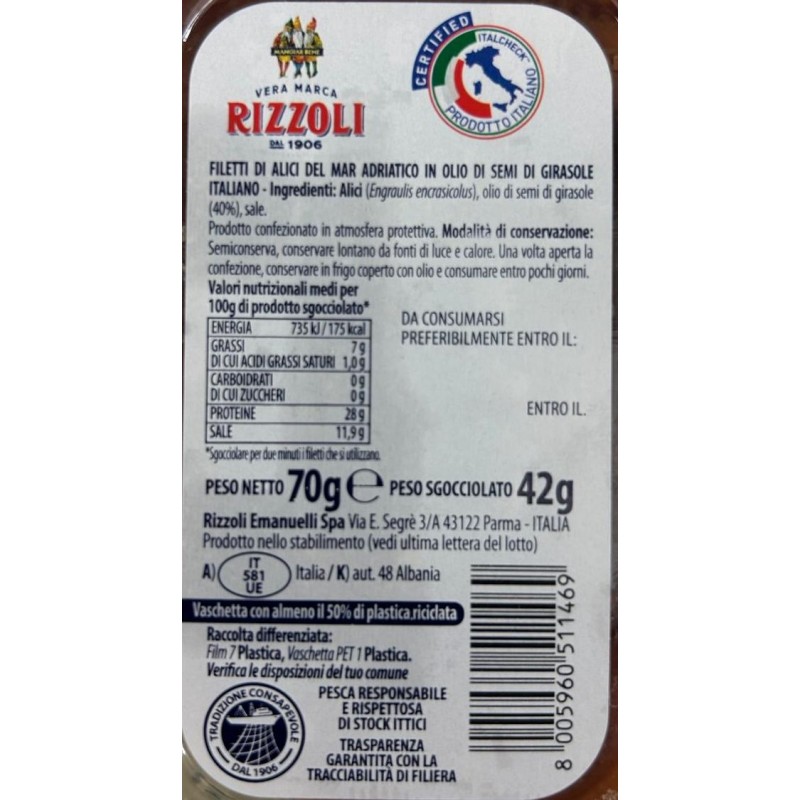 MANGIAR BENE
VERA MARCA
RIZZOLI
DAL 1906
CERTIFIED
ITALCHECK
PRODOTTO ITALIANO
FILETTI DI ALICI DEL MAR ADRIATICO IN OLIO DI SEMI DI GIRASOLE
ITALIANO - Ingredienti: Alici (Engraulis encrasicolus), olio di semi di girasole
(40%), sale.
Prodotto confezionato in atmosfera protettiva. Modalità di conservazione:
Semiconserva, conservare lontano da fonti di luce e calore. Una volta aperta la
confezione, conservare in frigo coperto con olio e consumare entro pochi giorni.
Valori nutrizionali medi per
100g di prodotto sgocciolato*
ENERGIA 735 kJ / 175 kcal
GRASSI 7g
DI CUI ACIDI GRASSI SATURI 1,0g
CARBOIDRATI 0g
DI CUI ZUCCHERI 0g
PROTEINE 28g
SALE 11,9g
*Sgocciolare per due minuti i filetti che si utilizzano.
DA CONSUMARSI
PREFERIBILMENTE ENTRO IL:
ENTRO IL.
PESO NETTO 70g e PESO SGOCCIOLATO 42g
Rizzoli Emanuelli Spa Via E. Segrè 3/A 43122 Parma - ITALIA
Prodotto nello stabilimento (vedi ultima lettera del lotto)
A) IT 581 UE Italia / K) aut. 48 Albania
Vaschetta con almeno il 50% di plastica riciclata
Raccolta differenziata:
Film 7 Plastica, Vaschetta PET 1 Plastica.
Verifica le disposizioni del tuo comune
TRADIZIONE CONSAPEVOLE
DAL 1906
PESCA RESPONSABILE
E RISPETTOSA
DI STOCK ITTICI
TRASPARENZA
GARANTITA CON LA
TRACCIABILITÀ DI FILIERA
8 005960 511469